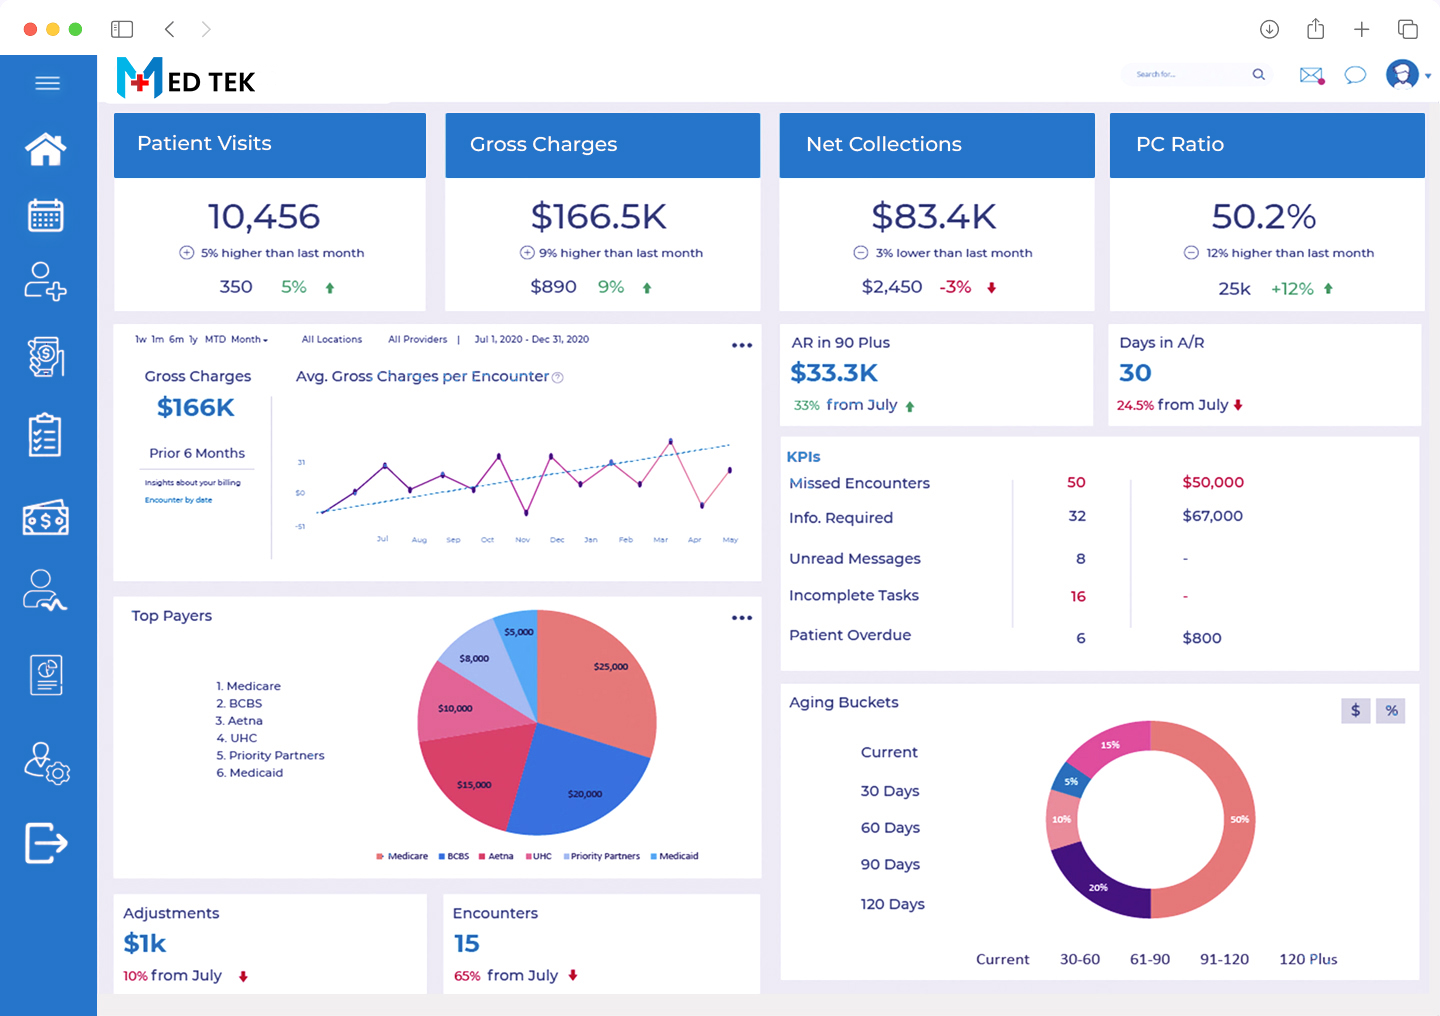 MED TEK
Search for...
Patient Visits
10,456
5% higher than last month
350 5%
Gross Charges
$166.5K
9% higher than last month
$890 9%
Net Collections
$83.4K
3% lower than last month
$2,450 -3%
PC Ratio
50.2%
12% higher than last month
25k +12%
1w 1m 6m 1y MTD Month All Locations All Providers | Jul 1, 2020 - Dec 31, 2020
Gross Charges
$166K
Prior 6 Months
Insights about your billing
Encounter by date
Avg. Gross Charges per Encounter ?
31
$0
-$1
Jul Aug Sep Oct Nov Dec Jan Feb Mar Apr May
AR in 90 Plus
$33.3K
33% from July
Days in A/R
30
24.5% from July
KPIs
Missed Encounters 50 $50,000
Info. Required 32 $67,000
Unread Messages 8 -
Incomplete Tasks 16 -
Patient Overdue 6 $800
Top Payers
1. Medicare
2. BCBS
3. Aetna
4. UHC
5. Priority Partners
6. Medicaid
$5,000
$8,000
$25,000
$10,000
$15,000
$20,000
Medicare BCBS Aetna UHC Priority Partners Medicaid
Aging Buckets
$ %
Current
30 Days
60 Days
90 Days
120 Days
15%
5%
10%
50%
20%
Current 30-60 61-90 91-120 120 Plus
Adjustments
$1k
10% from July
Encounters
15
65% from July